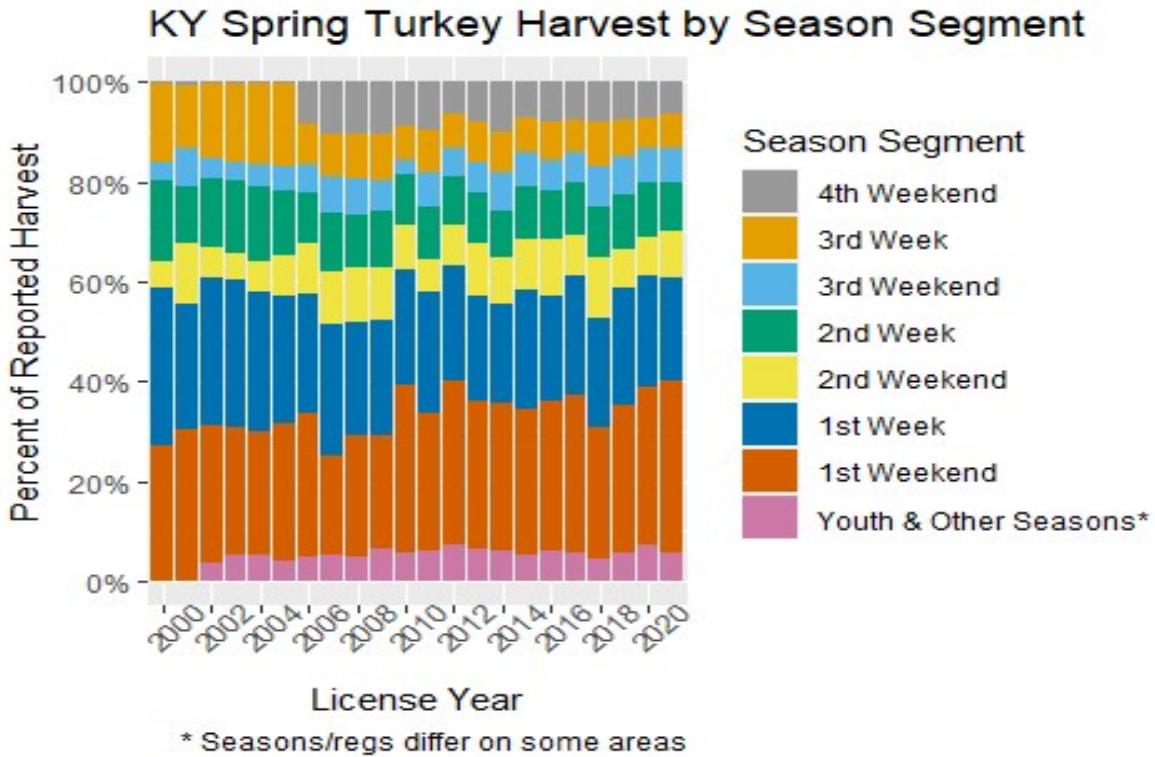 KY Spring Turkey Harvest by Season Segment
Percent of Reported Harvest
100%
80%
60%
40%
20%
0%
2000
2002
2004
2006
2008
2010
2012
2014
2016
2018
2020
License Year
* Seasons/regs differ on some areas
Season Segment
4th Weekend
3rd Week
3rd Weekend
2nd Week
2nd Weekend
1st Week
1st Weekend
Youth & Other Seasons*